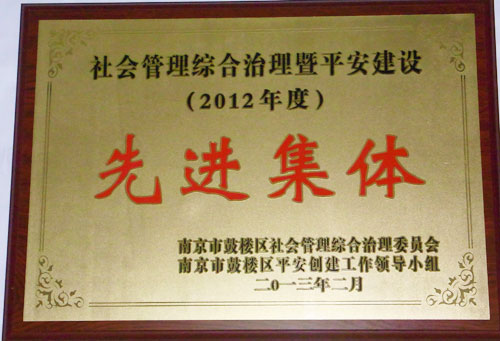 社会管理综合治理暨平安建设
（2012年度）
先进集体
南京市鼓楼区社会管理综合治理委员会
南京市鼓楼区平安创建工作领导小组
二〇一三年二月